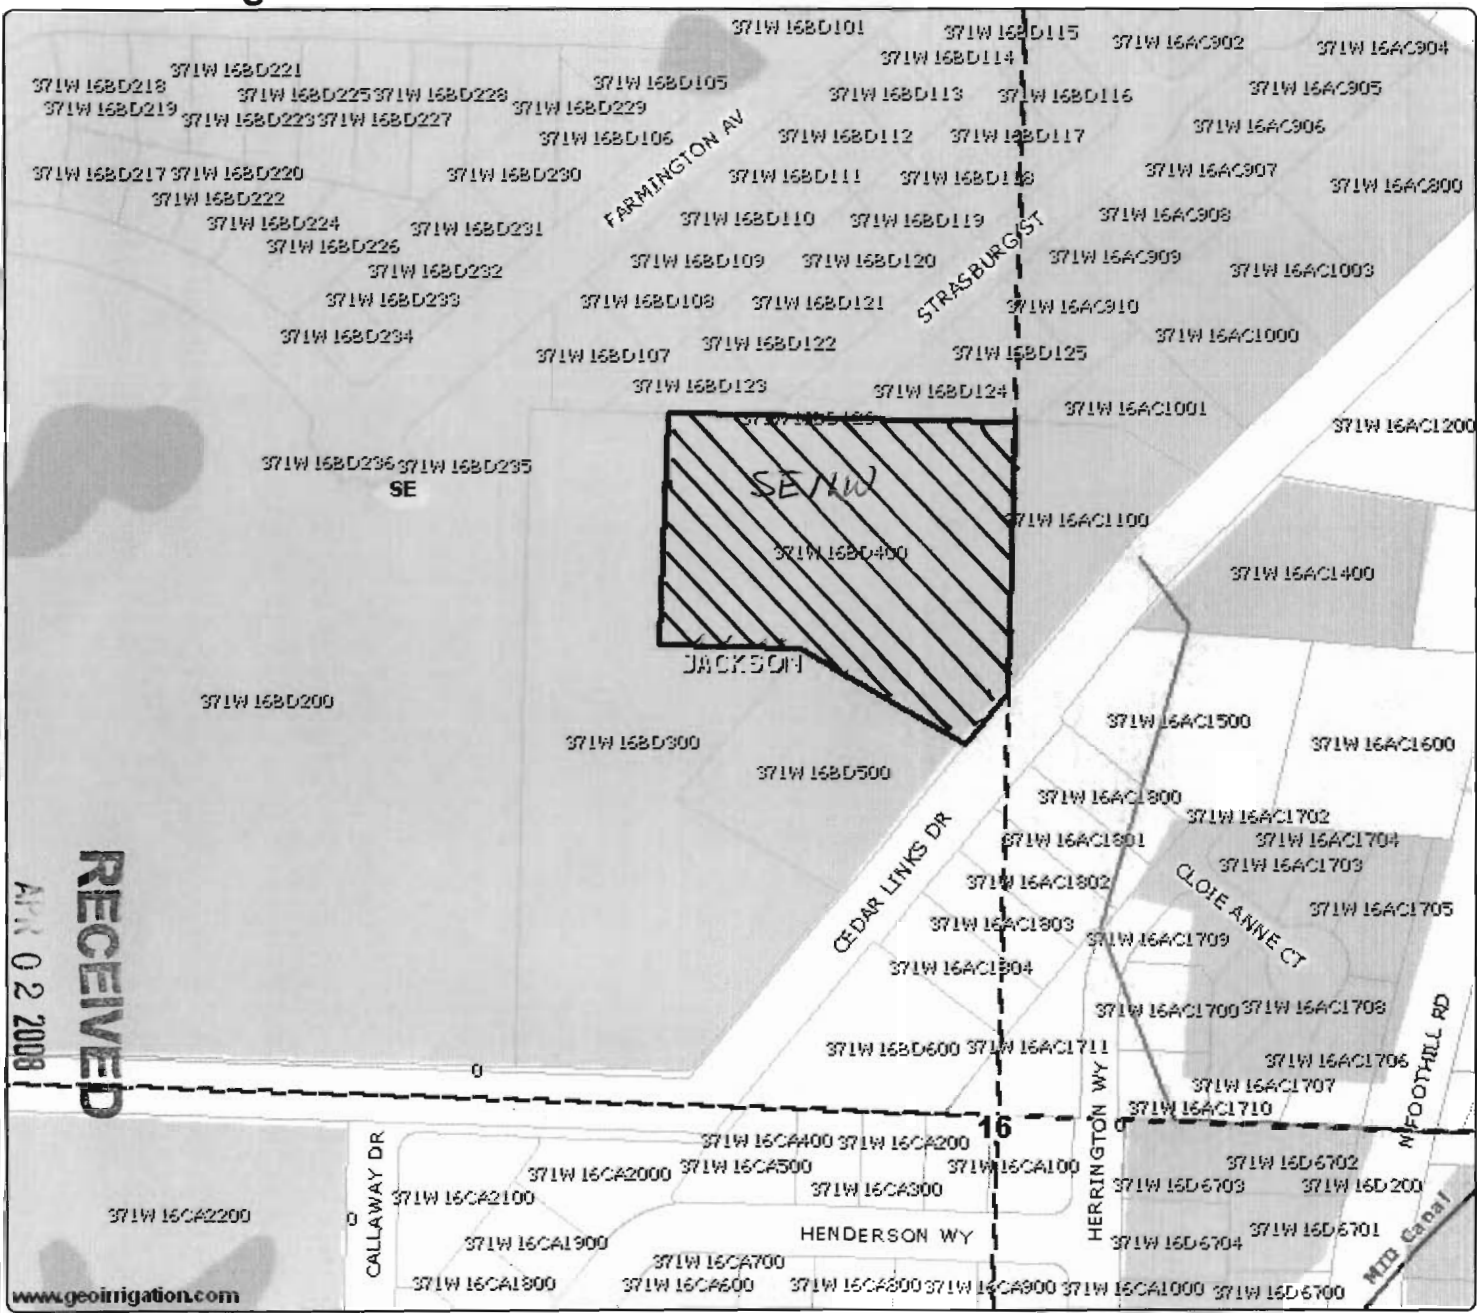 371W 16BD101
371W 16BD115
371W 16AC902
371W 16AC904
371W 16BD114
371W 16BD221
371W 16BD218
371W 16BD225
371W 16BD228
371W 16BD105
371W 16BD113
371W 16BD116
371W 16AC905
371W 16BD219
371W 16BD223
371W 16BD227
371W 16BD229
371W 16BD106
FARMINGTON AV
371W 16BD112
371W 16BD117
371W 16AC906
371W 16BD217
371W 16BD220
371W 16BD230
371W 16BD111
371W 16BD118
371W 16AC907
371W 16AC800
371W 16BD222
371W 16BD224
371W 16BD231
371W 16BD110
371W 16BD119
371W 16AC908
STRASBURG ST
371W 16BD226
371W 16BD232
371W 16BD109
371W 16BD120
371W 16AC909
371W 16AC1003
371W 16BD233
371W 16BD108
371W 16BD121
371W 16AC910
371W 16BD234
371W 16BD107
371W 16BD122
371W 16BD125
371W 16AC1000
371W 16BD123
371W 16BD124
371W 16AC1001
371W 16AC1200
371W 16BD236
371W 16BD235
SE
SENW
371W 16AC1100
371W 16BD400
371W 16AC1400
JACKSON
371W 16BD200
371W 16BD300
371W 16BD500
371W 16AC1500
371W 16AC1600
371W 16AC1800
371W 16AC1702
371W 16AC1801
371W 16AC1704
371W 16AC1703
CEDAR LINKS DR
371W 16AC1802
CLOIE ANNE CT
371W 16AC1705
371W 16AC1803
371W 16AC1709
371W 16AC1804
RECEIVED
APR 02 2008
371W 16AC1700
371W 16AC1708
371W 16BD600
371W 16AC1711
371W 16AC1706
N FOOTHILL RD
0
HERRINGTON WY
371W 16AC1707
371W 16AC1710
16
0
371W 16CA400
371W 16CA200
CALLAWAY DR
371W 16CA2000
371W 16CA500
371W 16CA100
371W 16D6702
371W 16CA2100
371W 16CA300
371W 16D6703
371W 16D200
371W 16CA2200
0
HENDERSON WY
371W 16D6701
371W 16CA1900
371W 16D6704
Mill Canal
371W 16CA700
371W 16CA1800
371W 16CA600
371W 16CA800
371W 16CA900
371W 16CA1000
371W 16D6700
www.geoirrigation.com